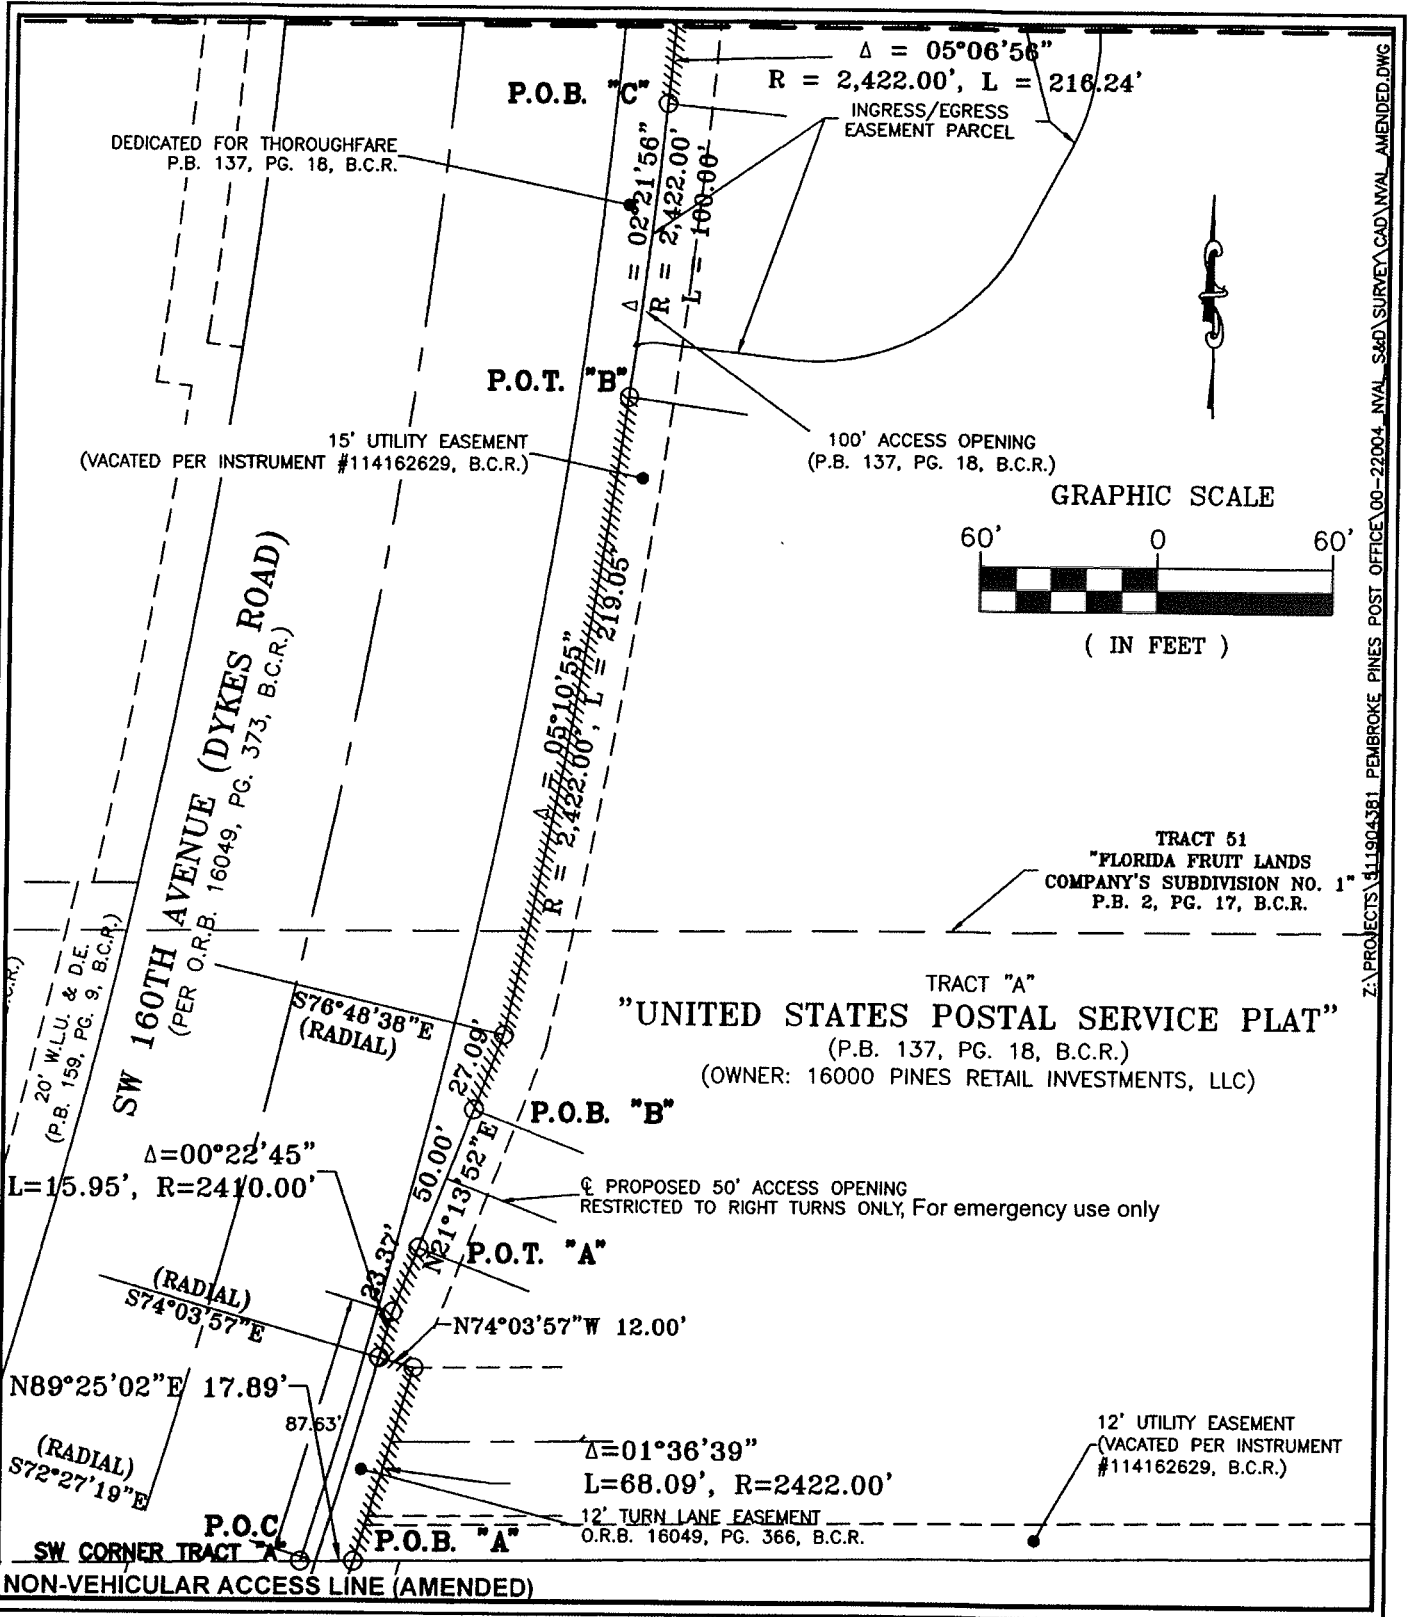 Δ = 05°06'56"
R = 2,422.00', L = 216.24'
P.O.B. "C"
INGRESS/EGRESS
EASEMENT PARCEL
DEDICATED FOR THOROUGHFARE
P.B. 137, PG. 18, B.C.R.
Δ = 02°21'56"
R = 2,422.00'
L = 100.00'
P.O.T. "B"
15' UTILITY EASEMENT
(VACATED PER INSTRUMENT #114162629, B.C.R.)
100' ACCESS OPENING
(P.B. 137, PG. 18, B.C.R.)
GRAPHIC SCALE
60' 0 60'
( IN FEET )
Z:\PROJECTS\511904381 PEMBROKE PINES POST OFFICE\00-22004_NVAL_S&D\SURVEY\CAD\NVAL_AMENDED.DWG
SW 160TH AVENUE (DYKES ROAD)
(PER O.R.B. 16049, PG. 373, B.C.R.)
Δ = 05°10'55"
R = 2,422.00', L = 219.05'
TRACT 51
"FLORIDA FRUIT LANDS
COMPANY'S SUBDIVISION NO. 1"
P.B. 2, PG. 17, B.C.R.
20' W.L.U. & D.E.
(P.B. 159, PG. 9, B.C.R.)
S76°48'38"E
(RADIAL)
TRACT "A"
"UNITED STATES POSTAL SERVICE PLAT"
(P.B. 137, PG. 18, B.C.R.)
(OWNER: 16000 PINES RETAIL INVESTMENTS, LLC)
27.09'
P.O.B. "B"
Δ=00°22'45"
L=15.95', R=2410.00'
50.00'
N21°13'52"E
℄ PROPOSED 50' ACCESS OPENING
RESTRICTED TO RIGHT TURNS ONLY, For emergency use only
P.O.T. "A"
23.37'
(RADIAL)
S74°03'57"E
N74°03'57"W 12.00'
N89°25'02"E 17.89'
87.63'
(RADIAL)
S72°27'19"E
Δ=01°36'39"
L=68.09', R=2422.00'
12' UTILITY EASEMENT
(VACATED PER INSTRUMENT
#114162629, B.C.R.)
12' TURN LANE EASEMENT
O.R.B. 16049, PG. 366, B.C.R.
P.O.C
SW CORNER TRACT "A"
P.O.B. "A"
NON-VEHICULAR ACCESS LINE (AMENDED)